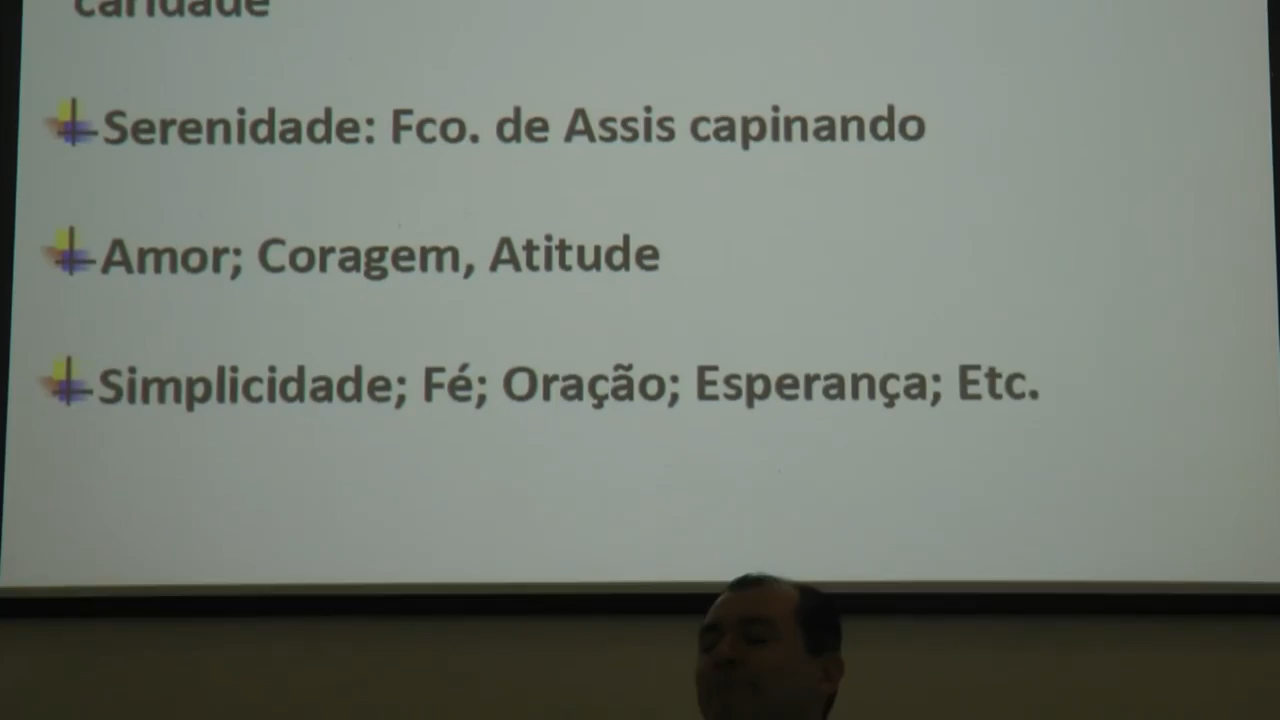 caridade
Serenidade: Fco. de Assis capinando
Amor; Coragem, Atitude
Simplicidade; Fé; Oração; Esperança; Etc.